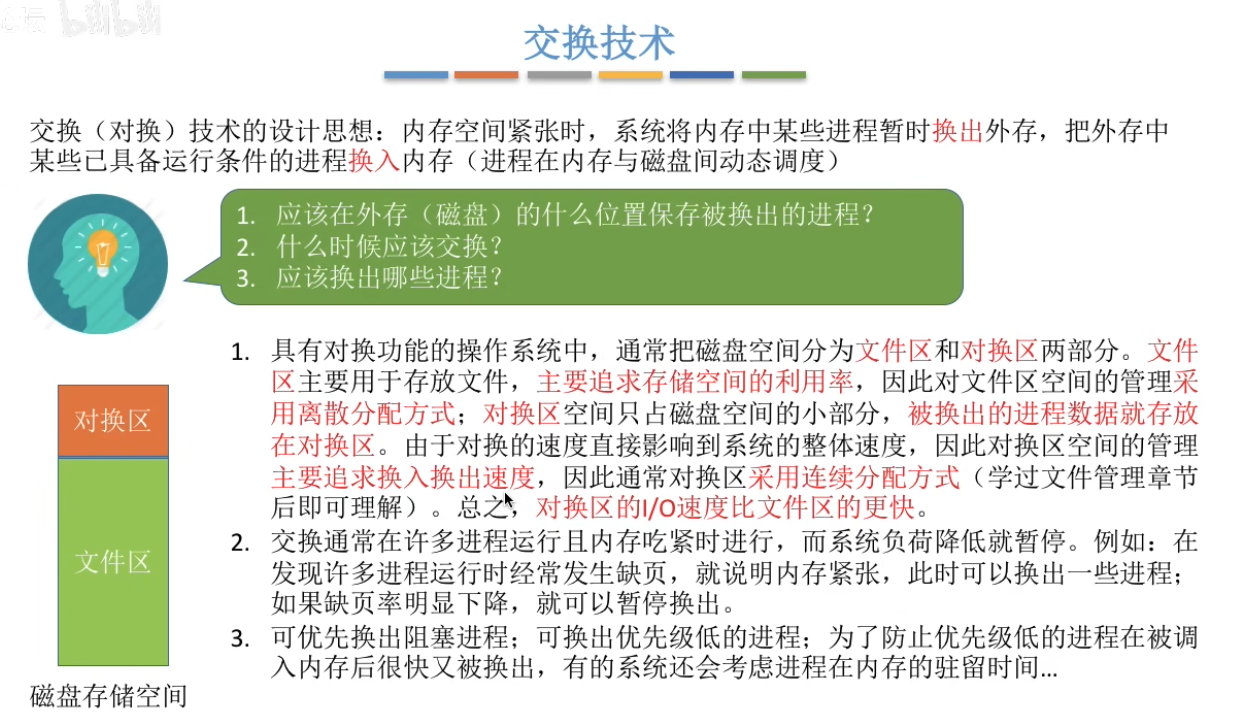 bilibili
交换技术
交换（对换）技术的设计思想：内存空间紧张时，系统将内存中某些进程暂时换出外存，把外存中
某些已具备运行条件的进程换入内存（进程在内存与磁盘间动态调度）
1. 应该在外存（磁盘）的什么位置保存被换出的进程？
2. 什么时候应该交换？
3. 应该换出哪些进程？
1. 具有对换功能的操作系统中，通常把磁盘空间分为文件区和对换区两部分。文件
区主要用于存放文件，主要追求存储空间的利用率，因此对文件区空间的管理采
用离散分配方式；对换区空间只占磁盘空间的小部分，被换出的进程数据就存放
在对换区。由于对换的速度直接影响到系统的整体速度，因此对换区空间的管理
主要追求换入换出速度，因此通常对换区采用连续分配方式（学过文件管理章节
后即可理解）。总之，对换区的I/O速度比文件区的更快。
2. 交换通常在许多进程运行且内存吃紧时进行，而系统负荷降低就暂停。例如：在
发现许多进程运行时经常发生缺页，就说明内存紧张，此时可以换出一些进程；
如果缺页率明显下降，就可以暂停换出。
3. 可优先换出阻塞进程；可换出优先级低的进程；为了防止优先级低的进程在被调
入内存后很快又被换出，有的系统还会考虑进程在内存的驻留时间…
对换区
文件区
磁盘存储空间